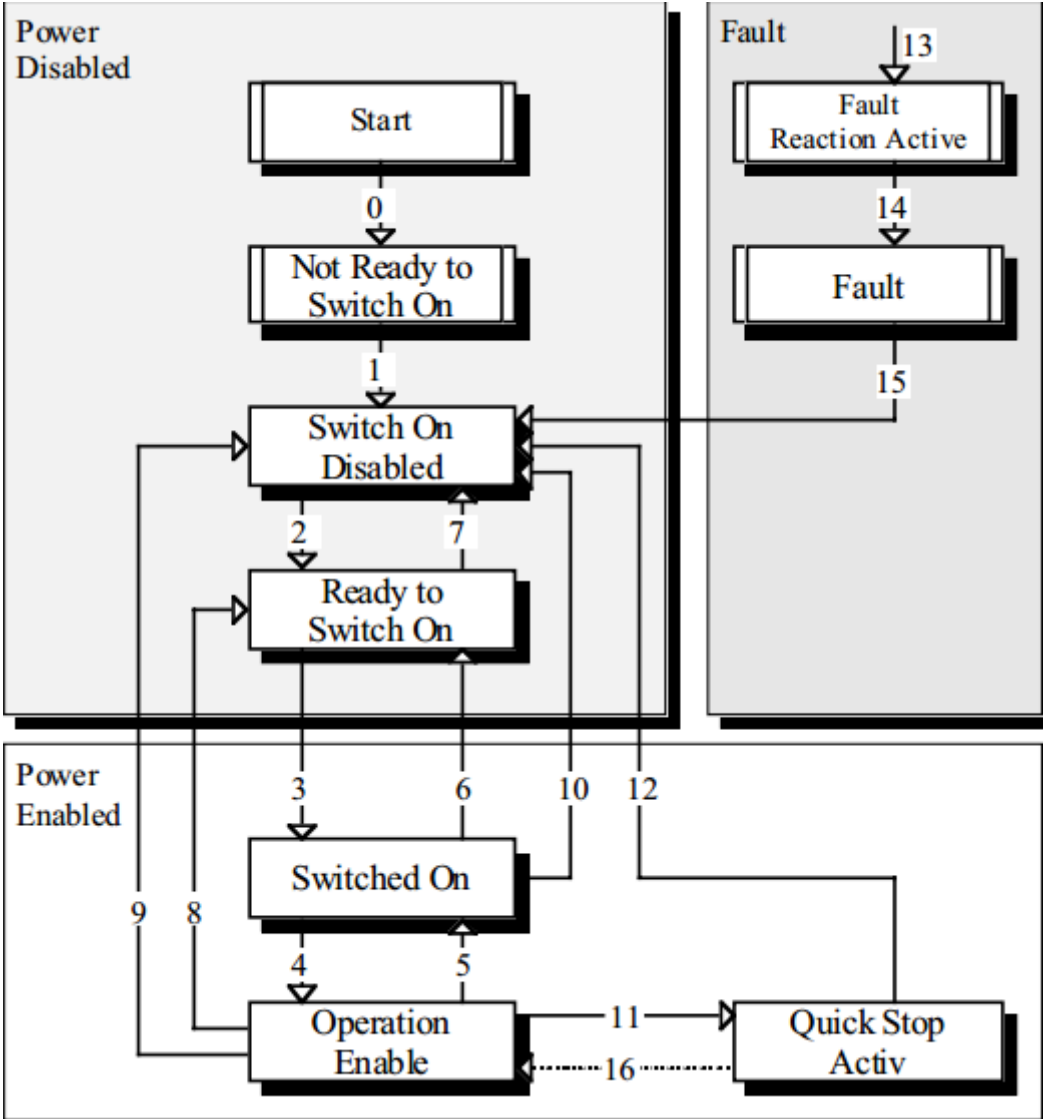 Power
Disabled
Start
0
Not Ready to
Switch On
1
Switch On
Disabled
2
7
Ready to
Switch On
Fault
13
Fault
Reaction Active
14
Fault
15
Power
Enabled
3
6
10
12
Switched On
9
8
4
5
Operation
Enable
11
16
Quick Stop
Activ